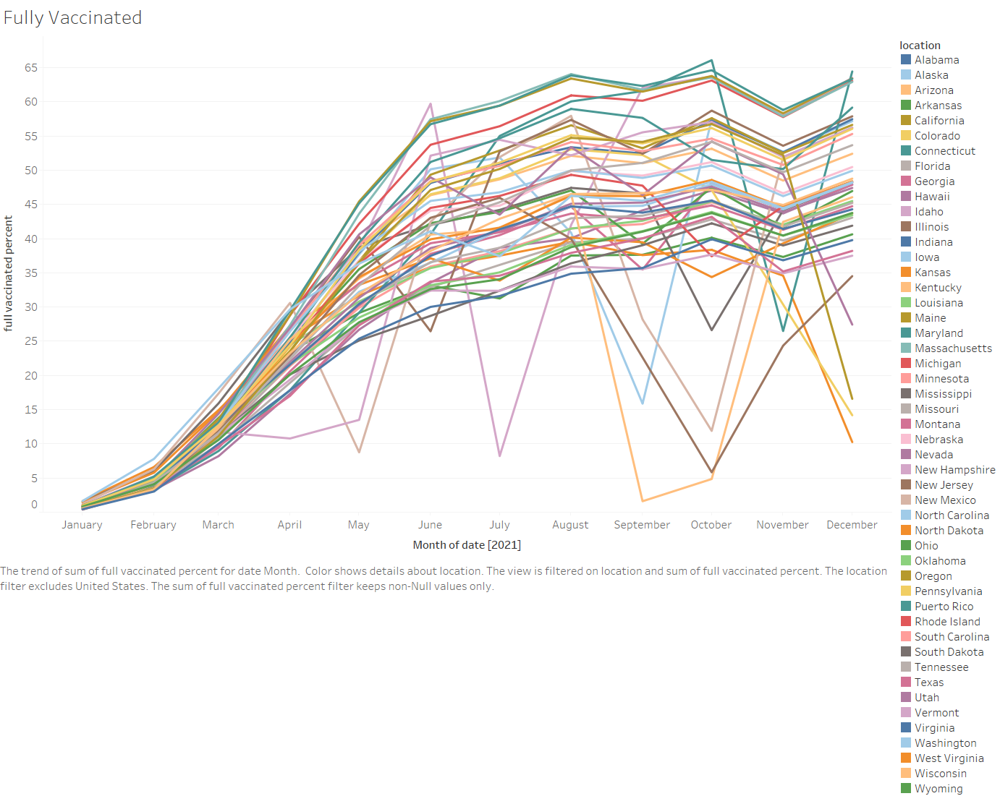 Fully Vaccinated
location
Alabama
Alaska
Arizona
Arkansas
California
Colorado
Connecticut
Florida
Georgia
Hawaii
Idaho
Illinois
Indiana
Iowa
Kansas
Kentucky
Louisiana
Maine
Maryland
Massachusetts
Michigan
Minnesota
Mississippi
Missouri
Montana
Nebraska
Nevada
New Hampshire
New Jersey
New Mexico
North Carolina
North Dakota
Ohio
Oklahoma
Oregon
Pennsylvania
Puerto Rico
Rhode Island
South Carolina
South Dakota
Tennessee
Texas
Utah
Vermont
Virginia
Washington
West Virginia
Wisconsin
Wyoming
full vaccinated percent
65
60
55
50
45
40
35
30
25
20
15
10
5
0
January February March April May June July August September October November December
Month of date [2021]
The trend of sum of full vaccinated percent for date Month. Color shows details about location. The view is filtered on location and sum of full vaccinated percent. The location
filter excludes United States. The sum of full vaccinated percent filter keeps non-Null values only.